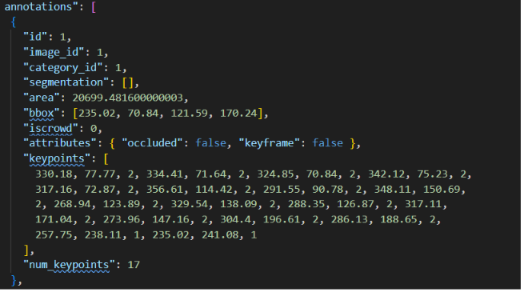 annotations": [
{
"id": 1,
"image_id": 1,
"category_id": 1,
"segmentation": [],
"area": 20699.481600000003,
"bbox": [235.02, 70.84, 121.59, 170.24],
"iscrowd": 0,
"attributes": { "occluded": false, "keyframe": false },
"keypoints": [
330.18, 77.77, 2, 334.41, 71.64, 2, 324.85, 70.84, 2, 342.12, 75.23, 2,
317.16, 72.87, 2, 356.61, 114.42, 2, 291.55, 90.78, 2, 348.11, 150.69,
2, 268.94, 123.89, 2, 329.54, 138.09, 2, 288.35, 126.87, 2, 317.11,
171.04, 2, 273.96, 147.16, 2, 304.4, 196.61, 2, 286.13, 188.65, 2,
257.75, 238.11, 1, 235.02, 241.08, 1
],
"num_keypoints": 17
},